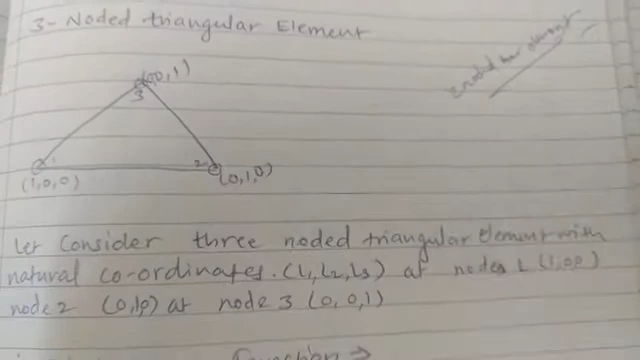 3-Noded triangular Element
(0,0,1)
3
1
2
(1,0,0)
(0,1,0)
Let Consider three noded triangular element with
natural co-ordinates. (L1, L2, L3) at nodes 1 (1,0,0)
node 2 (0,1,0) at node 3 (0,0,1)